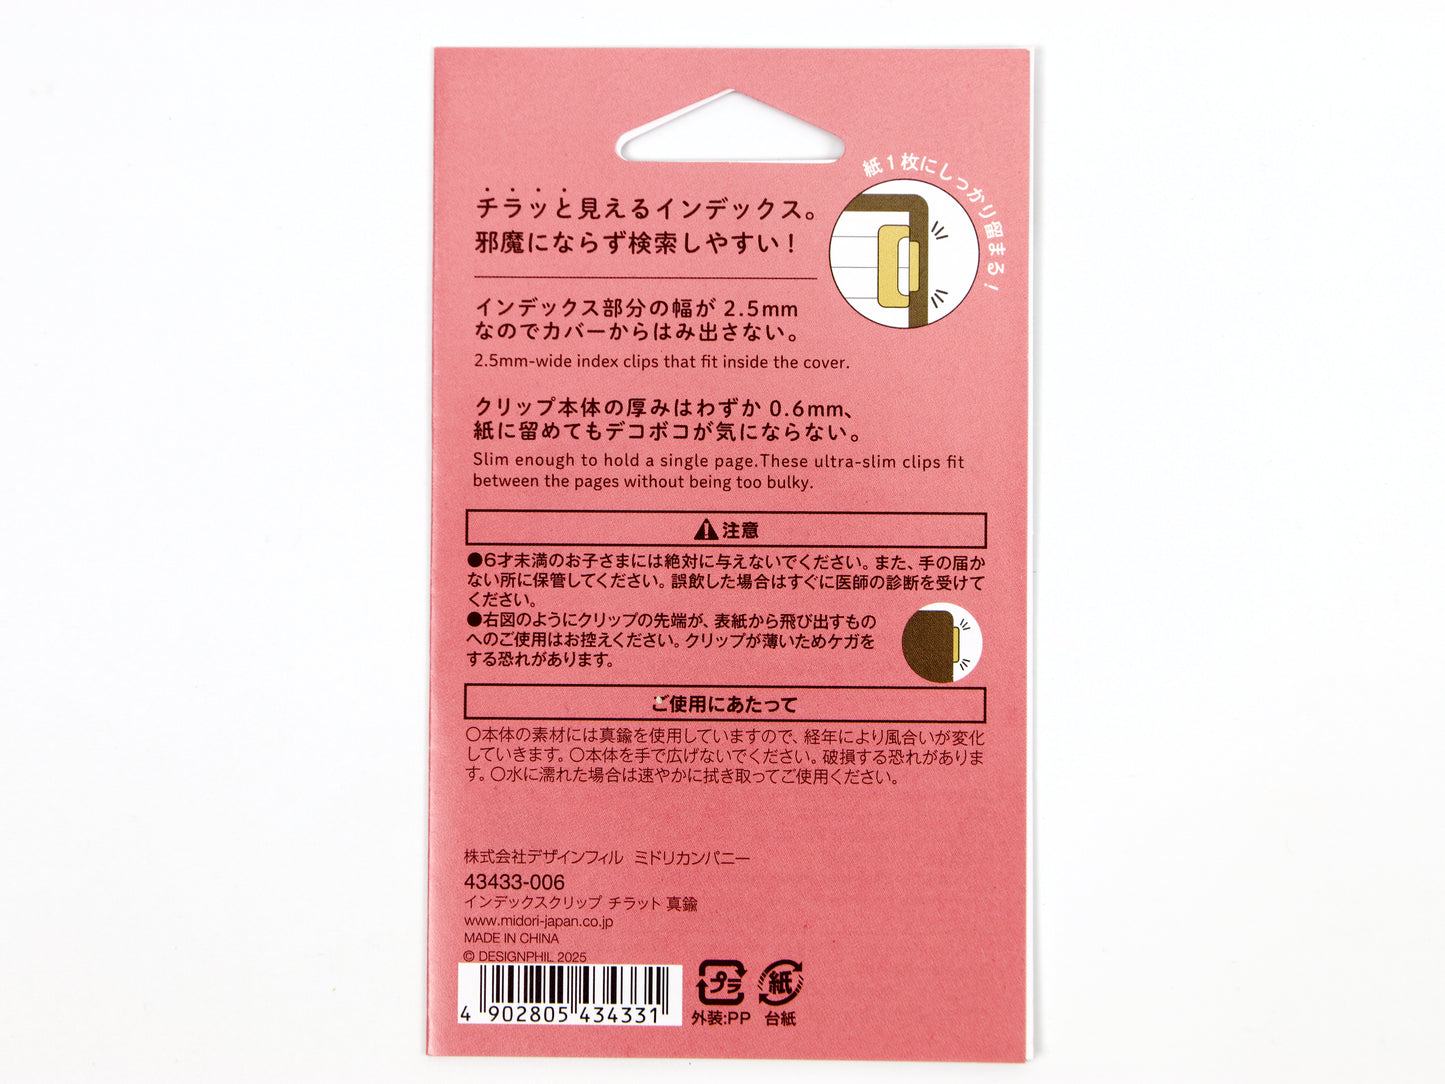 紙1枚にしっかり留まる！
チラッと見えるインデックス。
邪魔にならず検索しやすい！
インデックス部分の幅が 2.5mm
なのでカバーからはみ出さない。
2.5mm-wide index clips that fit inside the cover.
クリップ本体の厚みはわずか 0.6mm、
紙に留めてもデコボコが気にならない。
Slim enough to hold a single page.These ultra-slim clips fit
between the pages without being too bulky.
注意
●6才未満のお子さまには絶対に与えないでください。また、手の届か
ない所に保管してください。誤飲した場合はすぐに医師の診断を受けて
ください。
●右図のようにクリップの先端が、表紙から飛び出すもの
へのご使用はお控えください。クリップが薄いためケガを
する恐れがあります。
ご使用にあたって
○本体の素材には真鍮を使用していますので、経年により風合いが変化
していきます。○本体を手で広げないでください。破損する恐れがありま
す。○水に濡れた場合は速やかに拭き取ってご使用ください。
株式会社デザインフィル ミドリカンパニー
43433-006
インデックスクリップ チラット 真鍮
www.midori-japan.co.jp
MADE IN CHINA
© DESIGNPHIL 2025
4 902805 434331
プラ 紙
外装:PP 台紙